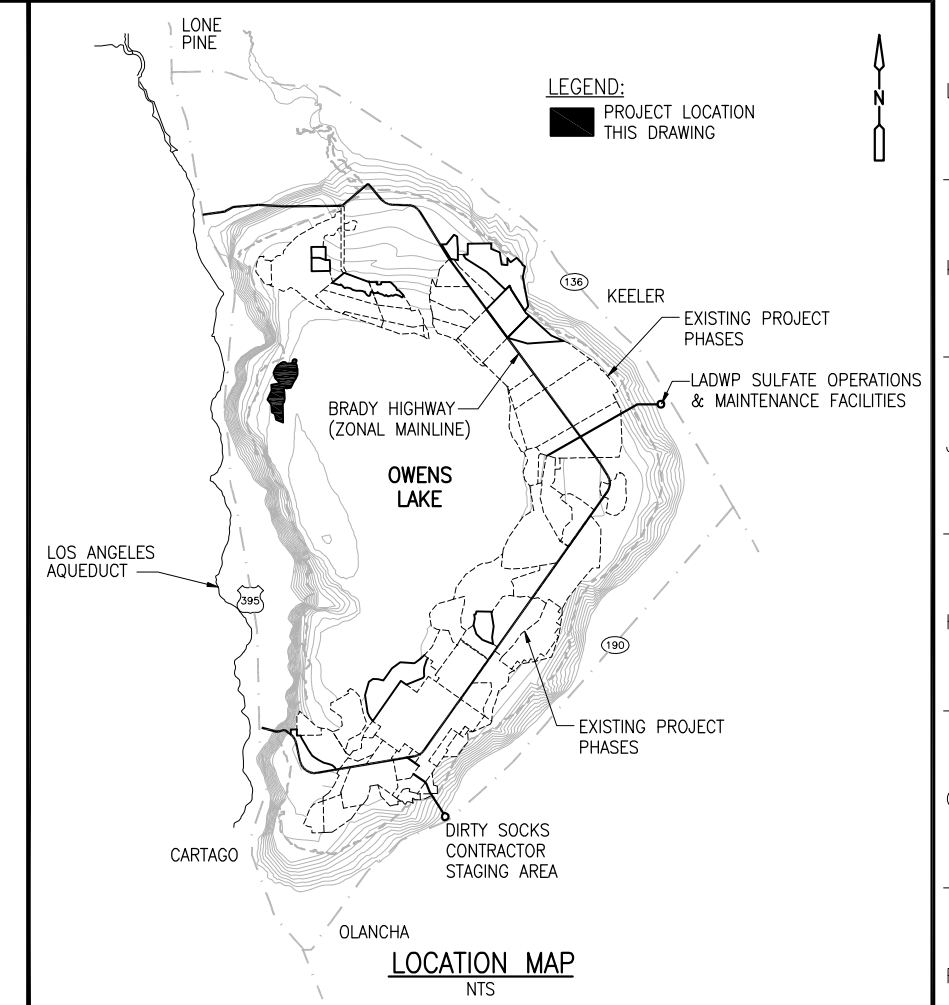 LONE
PINE
LEGEND:
PROJECT LOCATION
THIS DRAWING
N
136
KEELER
EXISTING PROJECT
PHASES
LADWP SULFATE OPERATIONS
& MAINTENANCE FACILITIES
BRADY HIGHWAY
(ZONAL MAINLINE)
OWENS
LAKE
LOS ANGELES
AQUEDUCT
395
190
EXISTING PROJECT
PHASES
DIRTY SOCKS
CONTRACTOR
STAGING AREA
CARTAGO
OLANCHA
LOCATION MAP
NTS